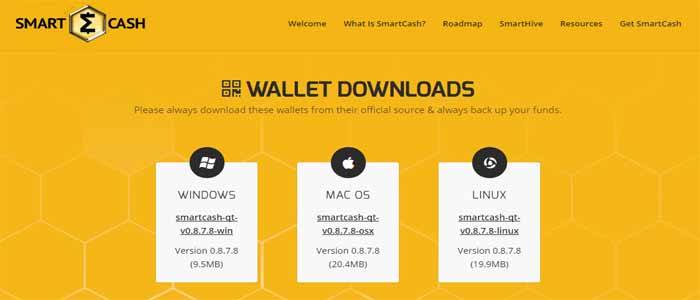 SMART CASH
Welcome What Is SmartCash? Roadmap SmartHive Resources Get SmartCash
WALLET DOWNLOADS
Please always download these wallets from their official source & always back up your funds.
WINDOWS
smartcash-qt-
v0.8.7.8-win
Version 0.8.7.8
(9.5MB)
MAC OS
smartcash-qt-
v0.8.7.8-osx
Version 0.8.7.8
(20.4MB)
LINUX
smartcash-qt-
v0.8.7.8-linux
Version 0.8.7.8
(19.9MB)